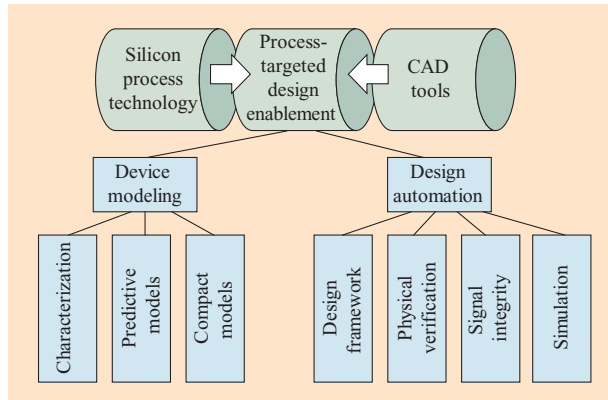 Silicon
process
technology
Process-
targeted
design
enablement
CAD
tools
Device
modeling
Design
automation
Characterization
Predictive
models
Compact
models
Design
framework
Physical
verification
Signal
integrity
Simulation